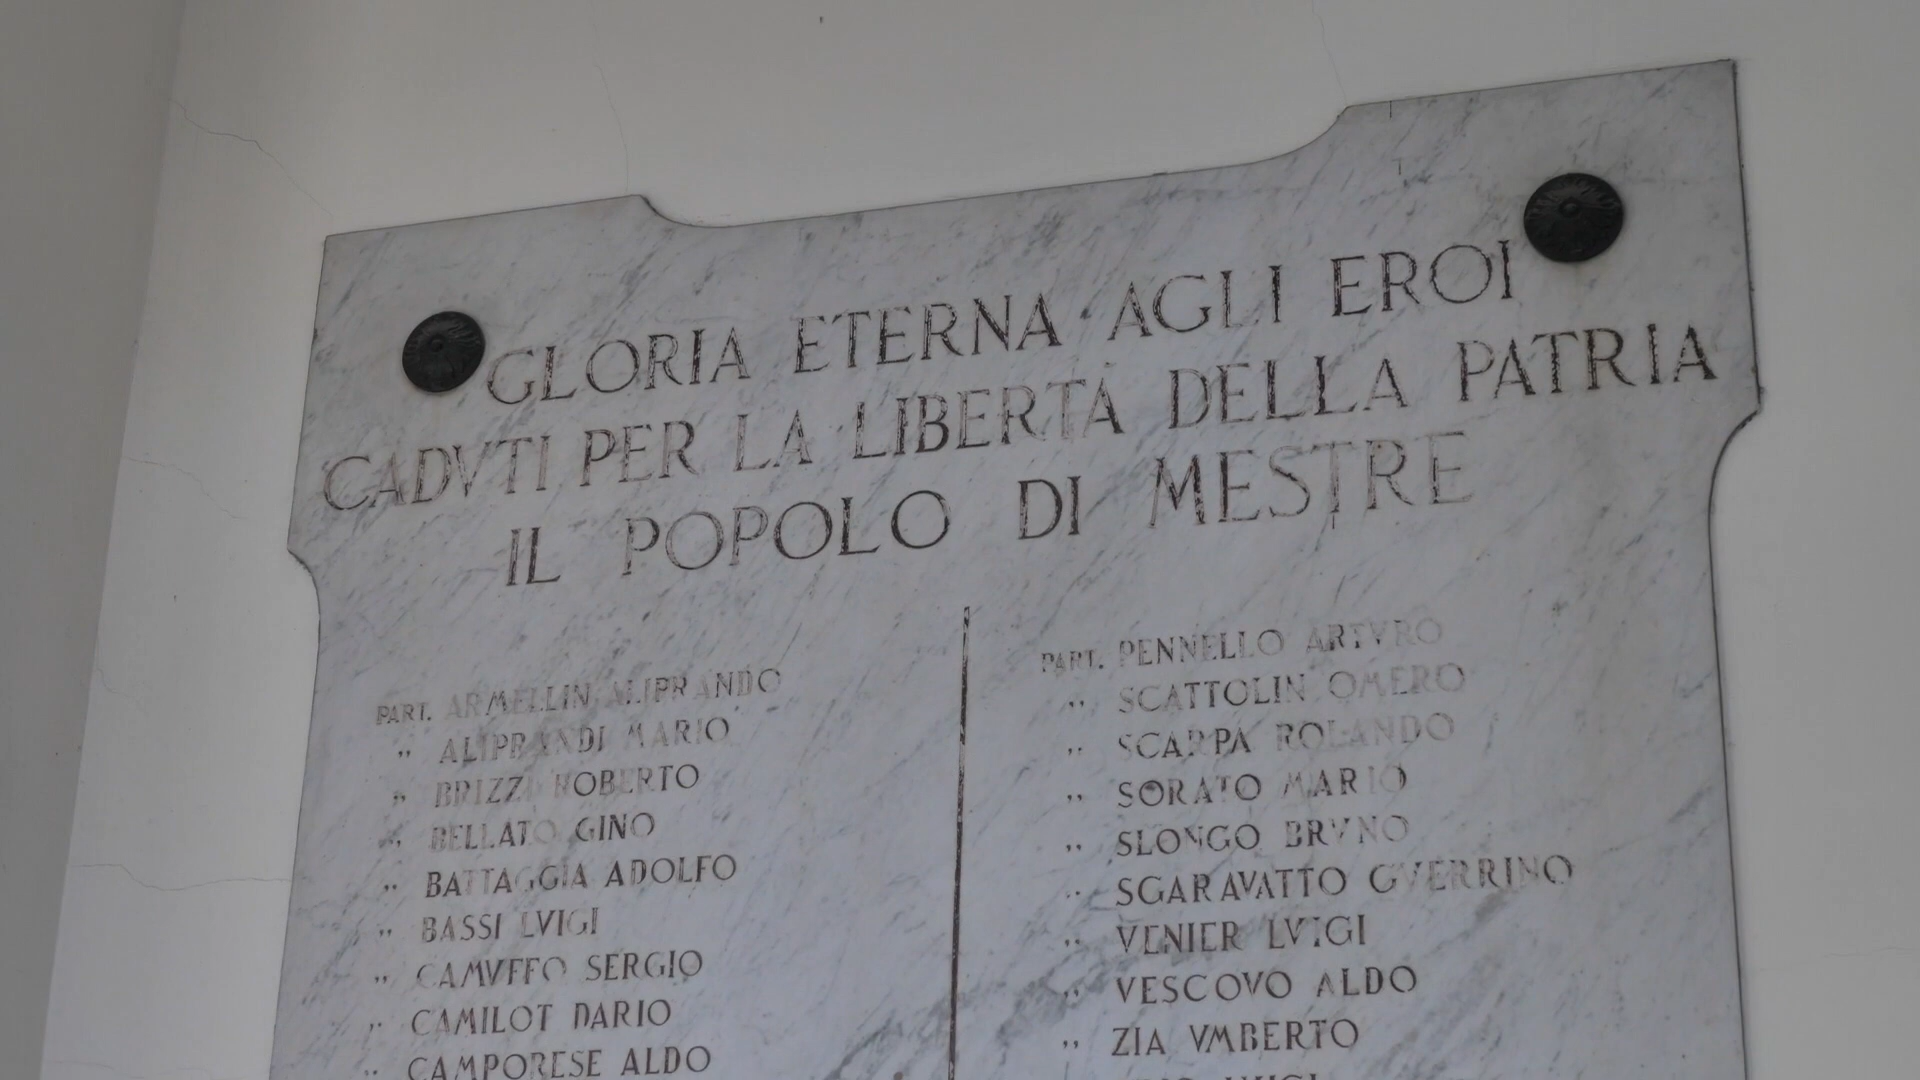 GLORIA ETERNA AGLI EROI
CADVTI PER LA LIBERTÀ DELLA PATRIA
IL POPOLO DI MESTRE
PART. ARMELLIN ALIPRANDO
" ALIPRANDI MARIO
" BRIZZI ROBERTO
" BELLATO GINO
" BATTAGGIA ADOLFO
" BASSI LVIGI
" CAMVFFO SERGIO
" CAMILOT DARIO
" CAMPORESE ALDO
PART. PENNELLO ARTVRO
" SCATTOLIN OMERO
" SCARPA ROLANDO
" SORATO MARIO
" SLONGO BRVNO
" SGARAVATTO GVERRINO
" VENIER LVIGI
" VESCOVO ALDO
" ZIA VMBERTO